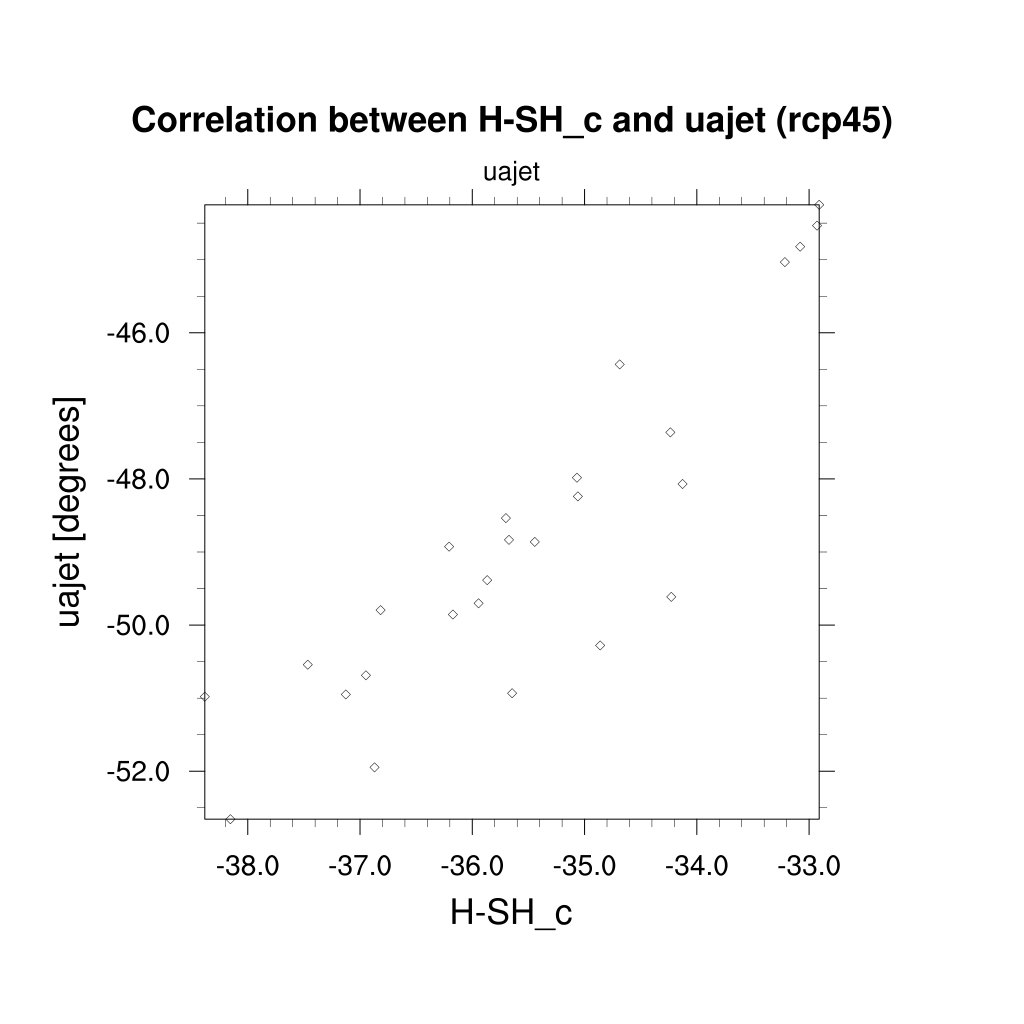 Correlation between H-SH_c and uajet (rcp45)
uajet
-46.0
-48.0
-50.0
-52.0
uajet [degrees]
-38.0 -37.0 -36.0 -35.0 -34.0 -33.0
H-SH_c